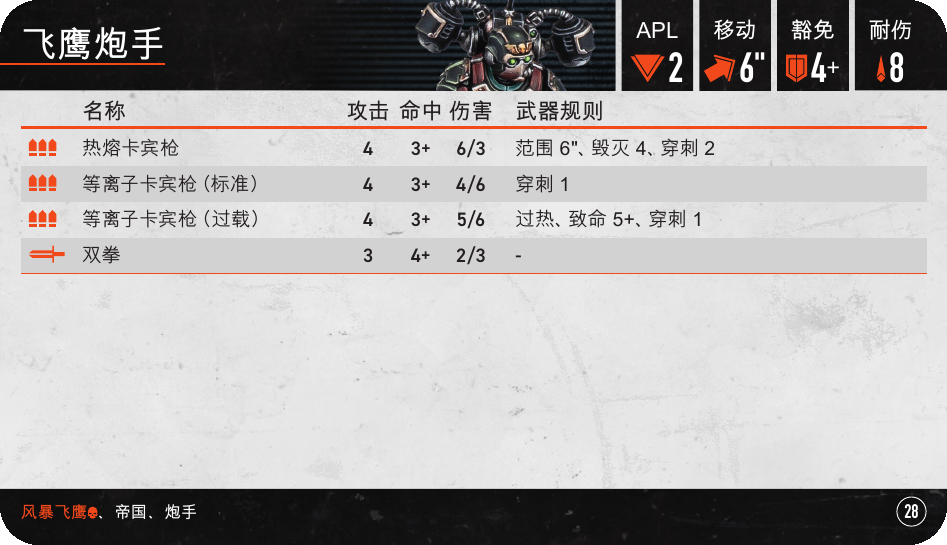 飞鹰炮手
APL 移动 豁免 耐伤
2 6" 4+ 8
名称 攻击 命中 伤害 武器规则
热熔卡宾枪 4 3+ 6/3 范围 6"、毁灭 4、穿刺 2
等离子卡宾枪（标准） 4 3+ 4/6 穿刺 1
等离子卡宾枪（过载） 4 3+ 5/6 过热、致命 5+、穿刺 1
双拳 3 4+ 2/3 -
风暴飞鹰、帝国、炮手
28